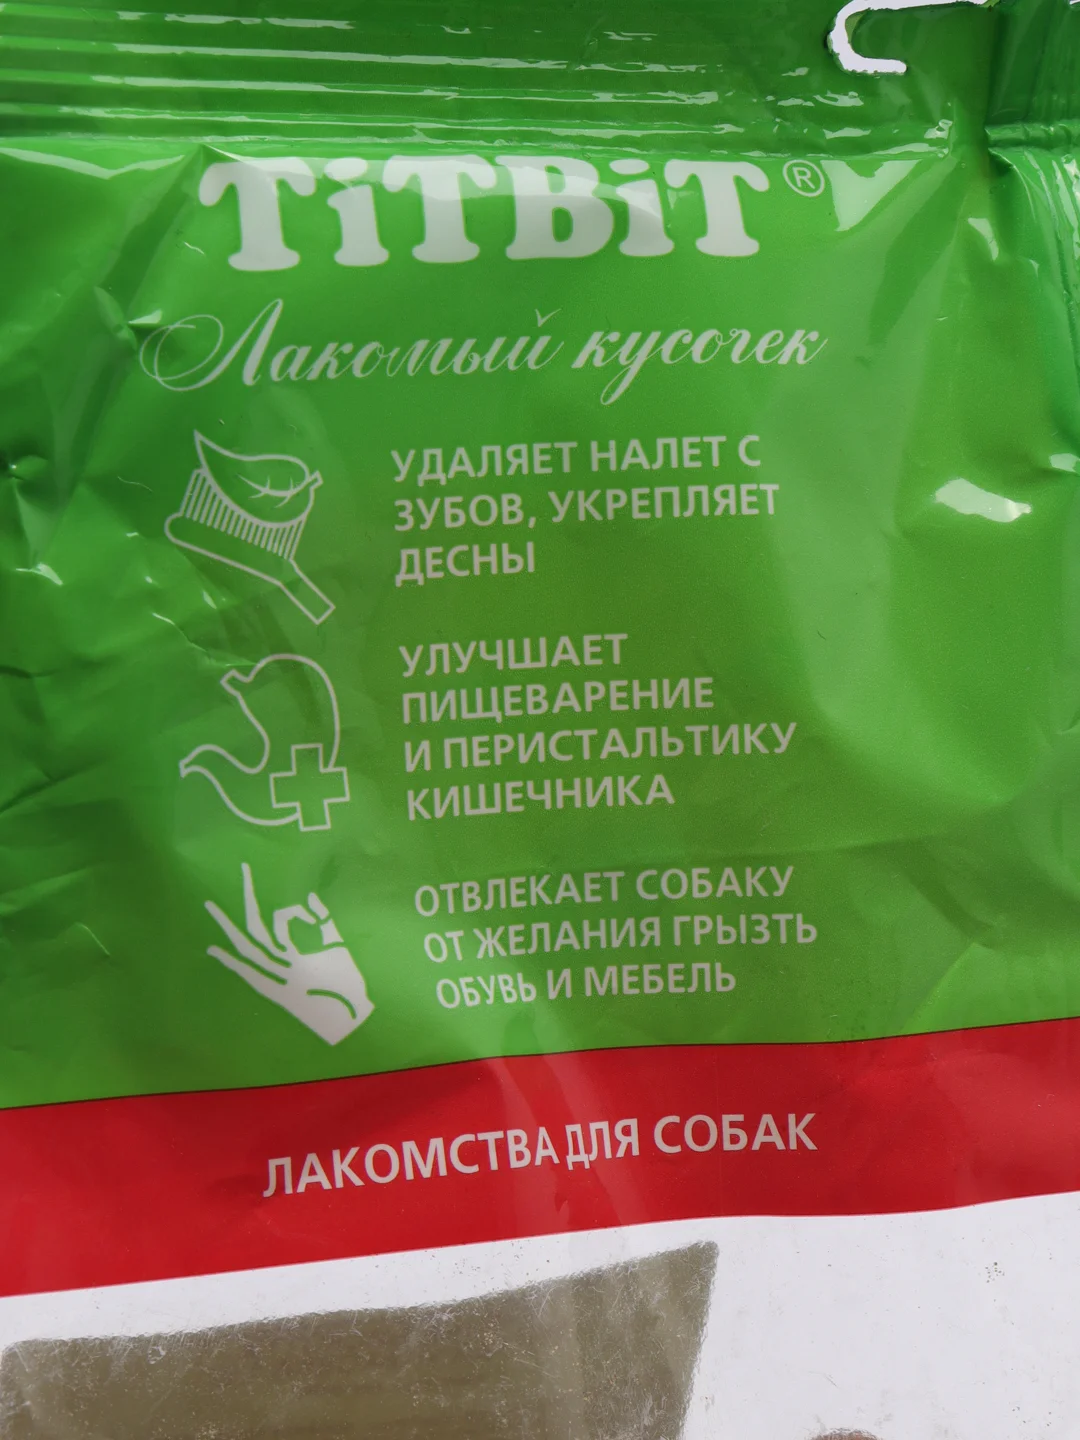 TiTBiT®
Лакомый кусочек
УДАЛЯЕТ НАЛЕТ С
ЗУБОВ, УКРЕПЛЯЕТ
ДЕСНЫ
УЛУЧШАЕТ
ПИЩЕВАРЕНИЕ
И ПЕРИСТАЛЬТИКУ
КИШЕЧНИКА
ОТВЛЕКАЕТ СОБАКУ
ОТ ЖЕЛАНИЯ ГРЫЗТЬ
ОБУВЬ И МЕБЕЛЬ
ЛАКОМСТВА ДЛЯ СОБАК